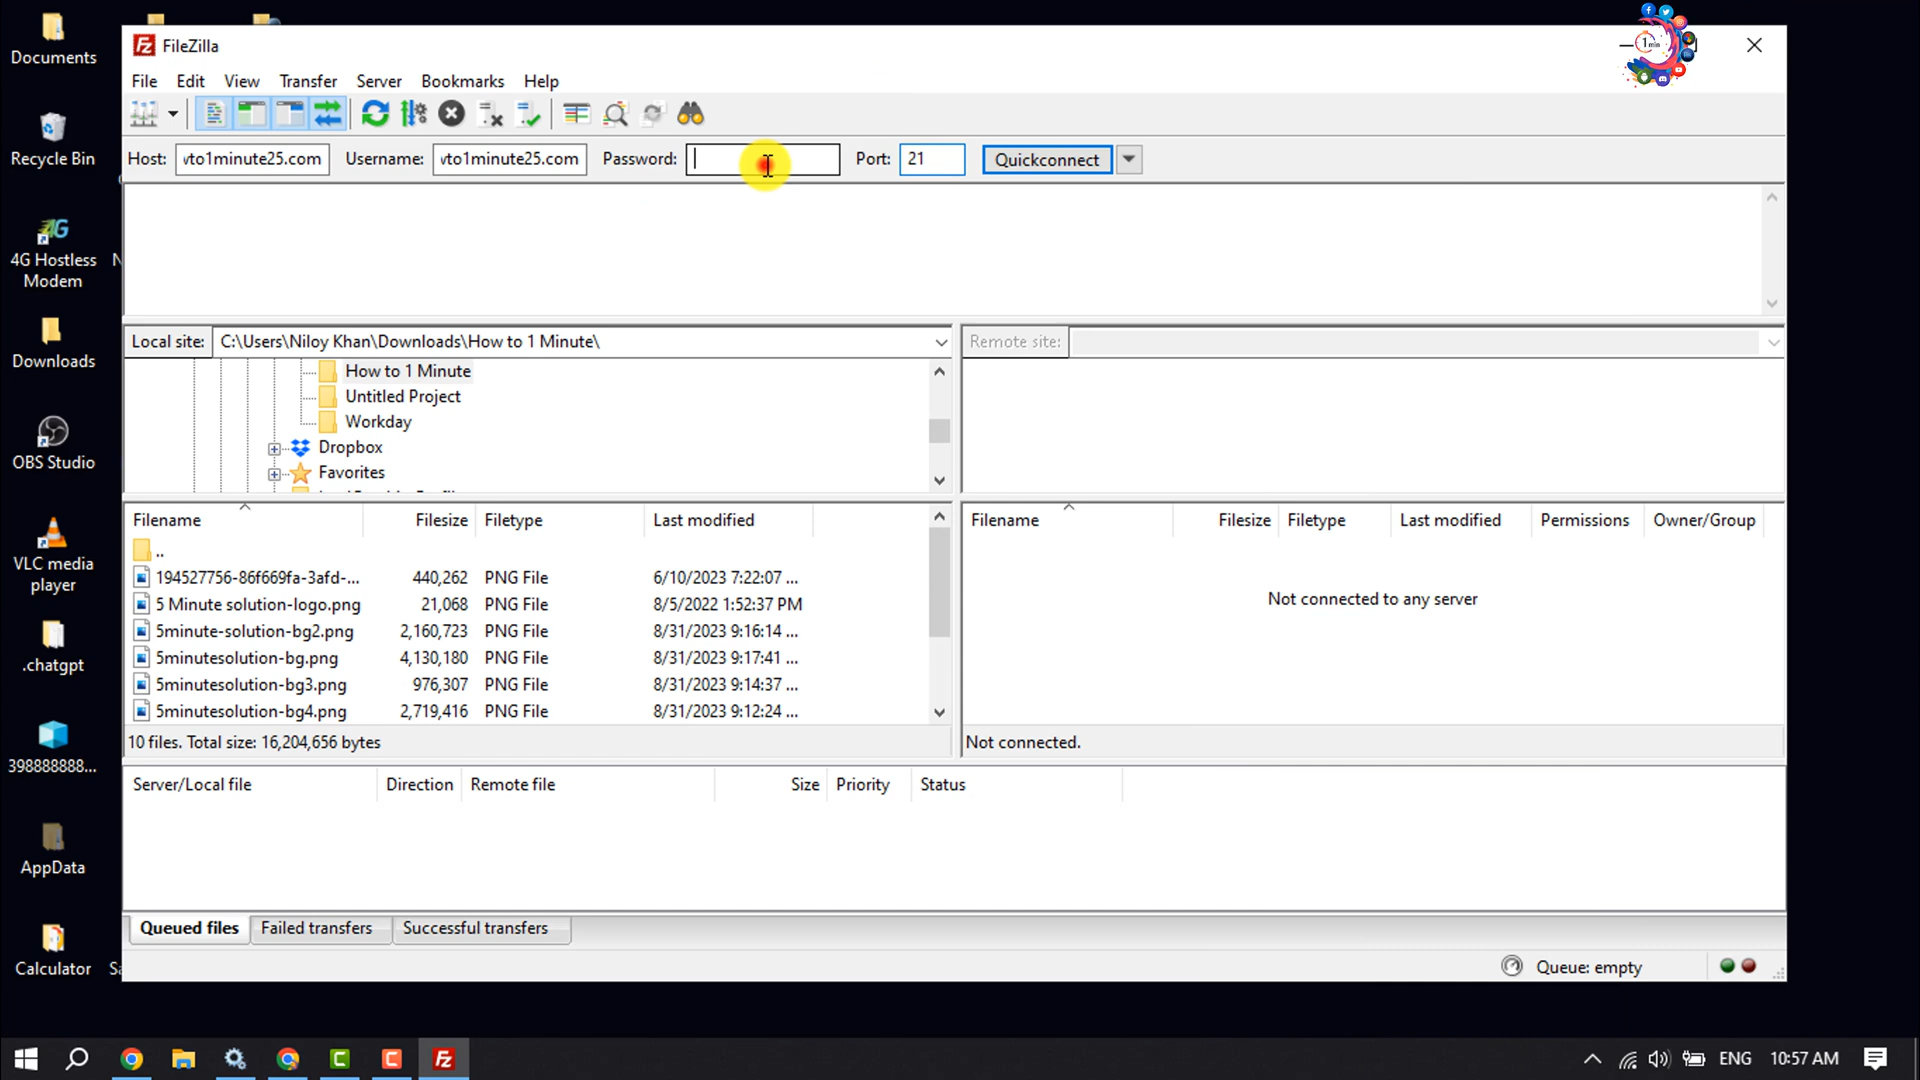 Documents
Recycle Bin
4G Hostless
Modem
Downloads
OBS Studio
VLC media
player
.chatgpt
398888888...
AppData
Calculator
FileZilla
1min
File Edit View Transfer Server Bookmarks Help
Host: vto1minute25.com Username: vto1minute25.com Password: Port: 21 Quickconnect
Local site: C:\Users\Niloy Khan\Downloads\How to 1 Minute\
Remote site:
How to 1 Minute
Untitled Project
Workday
Dropbox
Favorites
Filename Filesize Filetype Last modified
..
194527756-86f669fa-3afd-... 440,262 PNG File 6/10/2023 7:22:07 ...
5 Minute solution-logo.png 21,068 PNG File 8/5/2022 1:52:37 PM
5minute-solution-bg2.png 2,160,723 PNG File 8/31/2023 9:16:14 ...
5minutesolution-bg.png 4,130,180 PNG File 8/31/2023 9:17:41 ...
5minutesolution-bg3.png 976,307 PNG File 8/31/2023 9:14:37 ...
5minutesolution-bg4.png 2,719,416 PNG File 8/31/2023 9:12:24 ...
10 files. Total size: 16,204,656 bytes
Filename Filesize Filetype Last modified Permissions Owner/Group
Not connected to any server
Not connected.
Server/Local file Direction Remote file Size Priority Status
Queued files Failed transfers Successful transfers
Queue: empty
ENG 10:57 AM